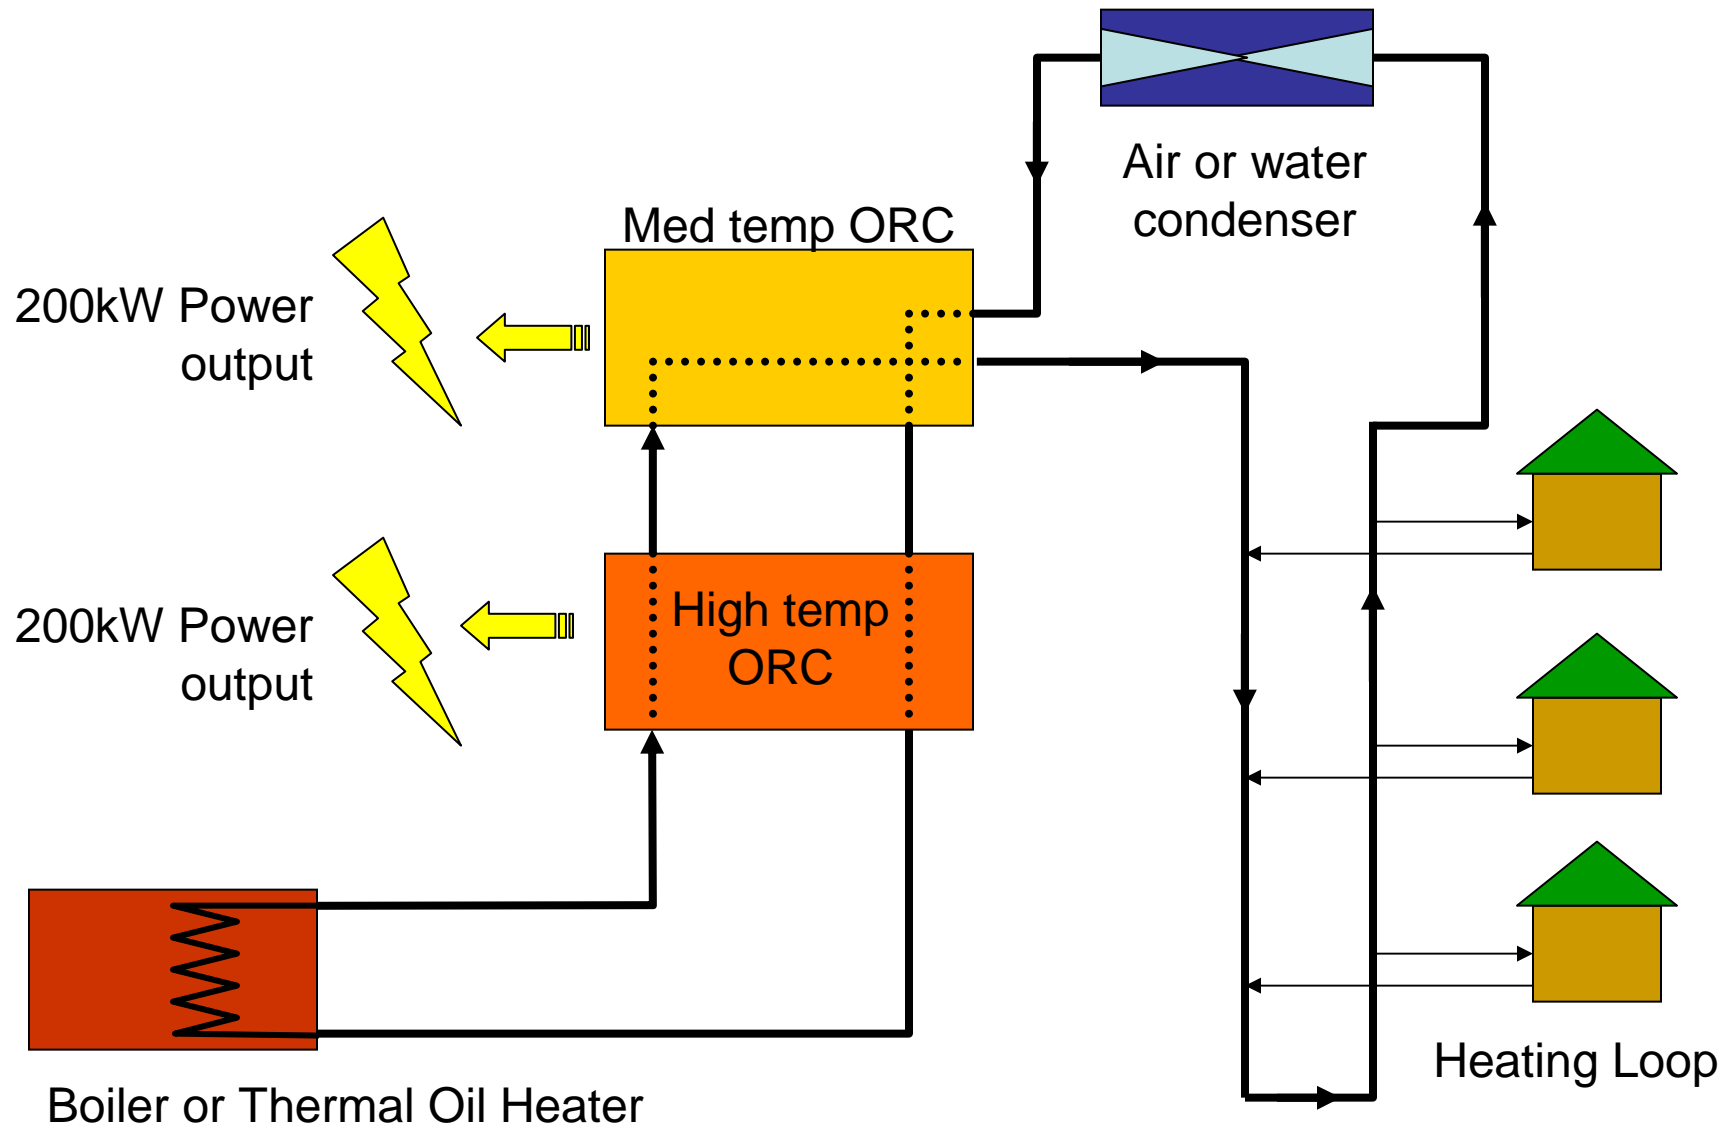 Air or water
condenser
Med temp ORC
200kW Power
output
High temp
ORC
200kW Power
output
Heating Loop
Boiler or Thermal Oil Heater